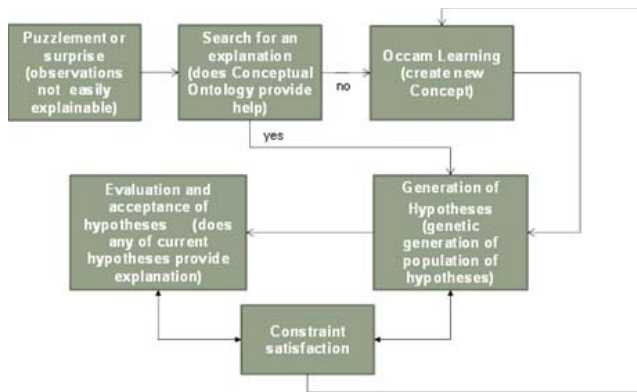 Puzzlement or
surprise
(observations
not easily
explainable)
Search for an
explanation
(does Conceptual
Ontology provide
help)
no
Occam Learning
(create new
Concept)
yes
Evaluation and
acceptance of
hypotheses (does
any of current
hypotheses provide
explanation)
Generation of
Hypotheses
(genetic
generation of
population of
hypotheses)
Constraint
satisfaction